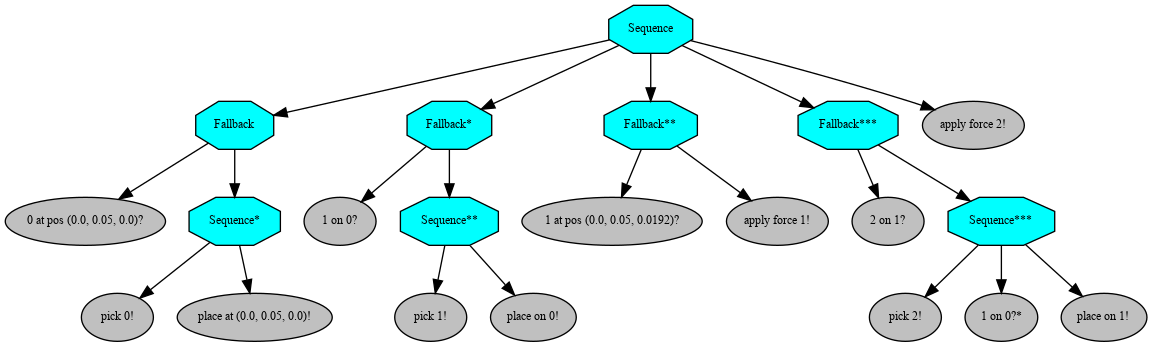 Sequence
Fallback
Fallback*
Fallback**
Fallback***
apply force 2!
0 at pos (0.0, 0.05, 0.0)?
Sequence*
1 on 0?
Sequence**
1 at pos (0.0, 0.05, 0.0192)?
apply force 1!
2 on 1?
Sequence***
pick 0!
place at (0.0, 0.05, 0.0)!
pick 1!
place on 0!
pick 2!
1 on 0?*
place on 1!